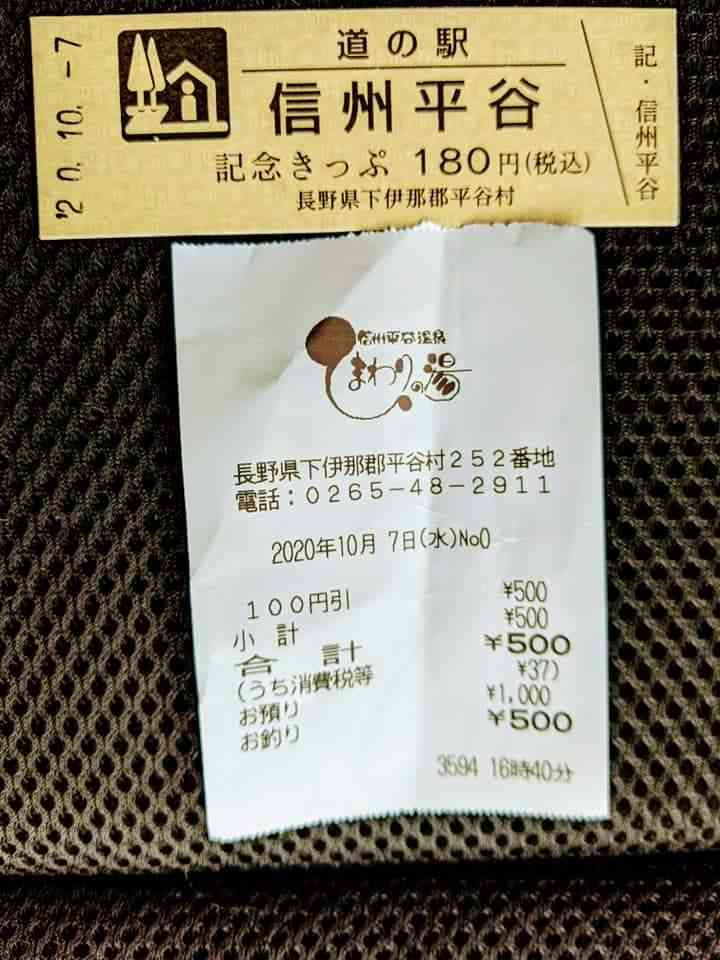 '20.10.-7
道の駅
信州平谷
記念きっぷ 180円(税込)
長野県下伊那郡平谷村
記・信州平谷
信州平谷温泉
ひまわりの湯
長野県下伊那郡平谷村252番地
電話:0265-48-2911
2020年10月 7日(水)No0
100円引 ¥500
小 計 ¥500
合 計 ¥500
(うち消費税等 ¥37)
お預り ¥1,000
お釣り ¥500
3594 16時40分